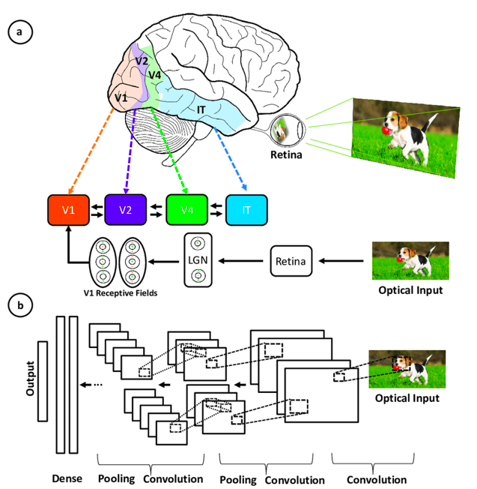 a
V2
V4
V1
IT
Retina
V1
V2
V4
IT
LGN
Retina
V1 Receptive Fields
Optical Input
b
Output
Optical Input
Dense
Pooling Convolution
Pooling Convolution
Convolution